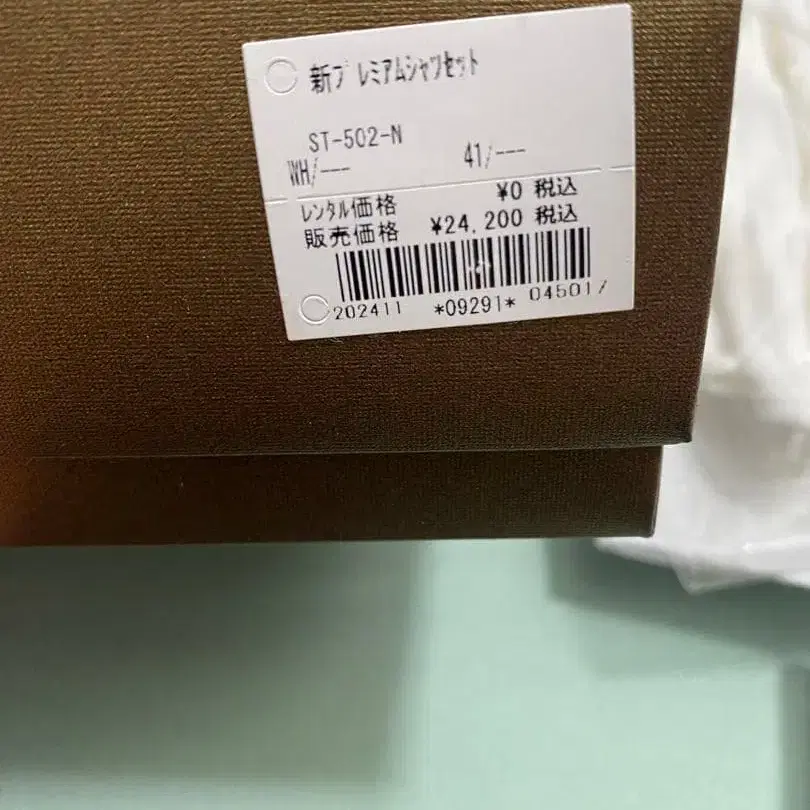 新プレミアムシャツセット
ST-502-N
WH/--- 41/---
レンタル価格 ¥0 税込
販売価格 ¥24,200 税込
202411 *09291* 045017